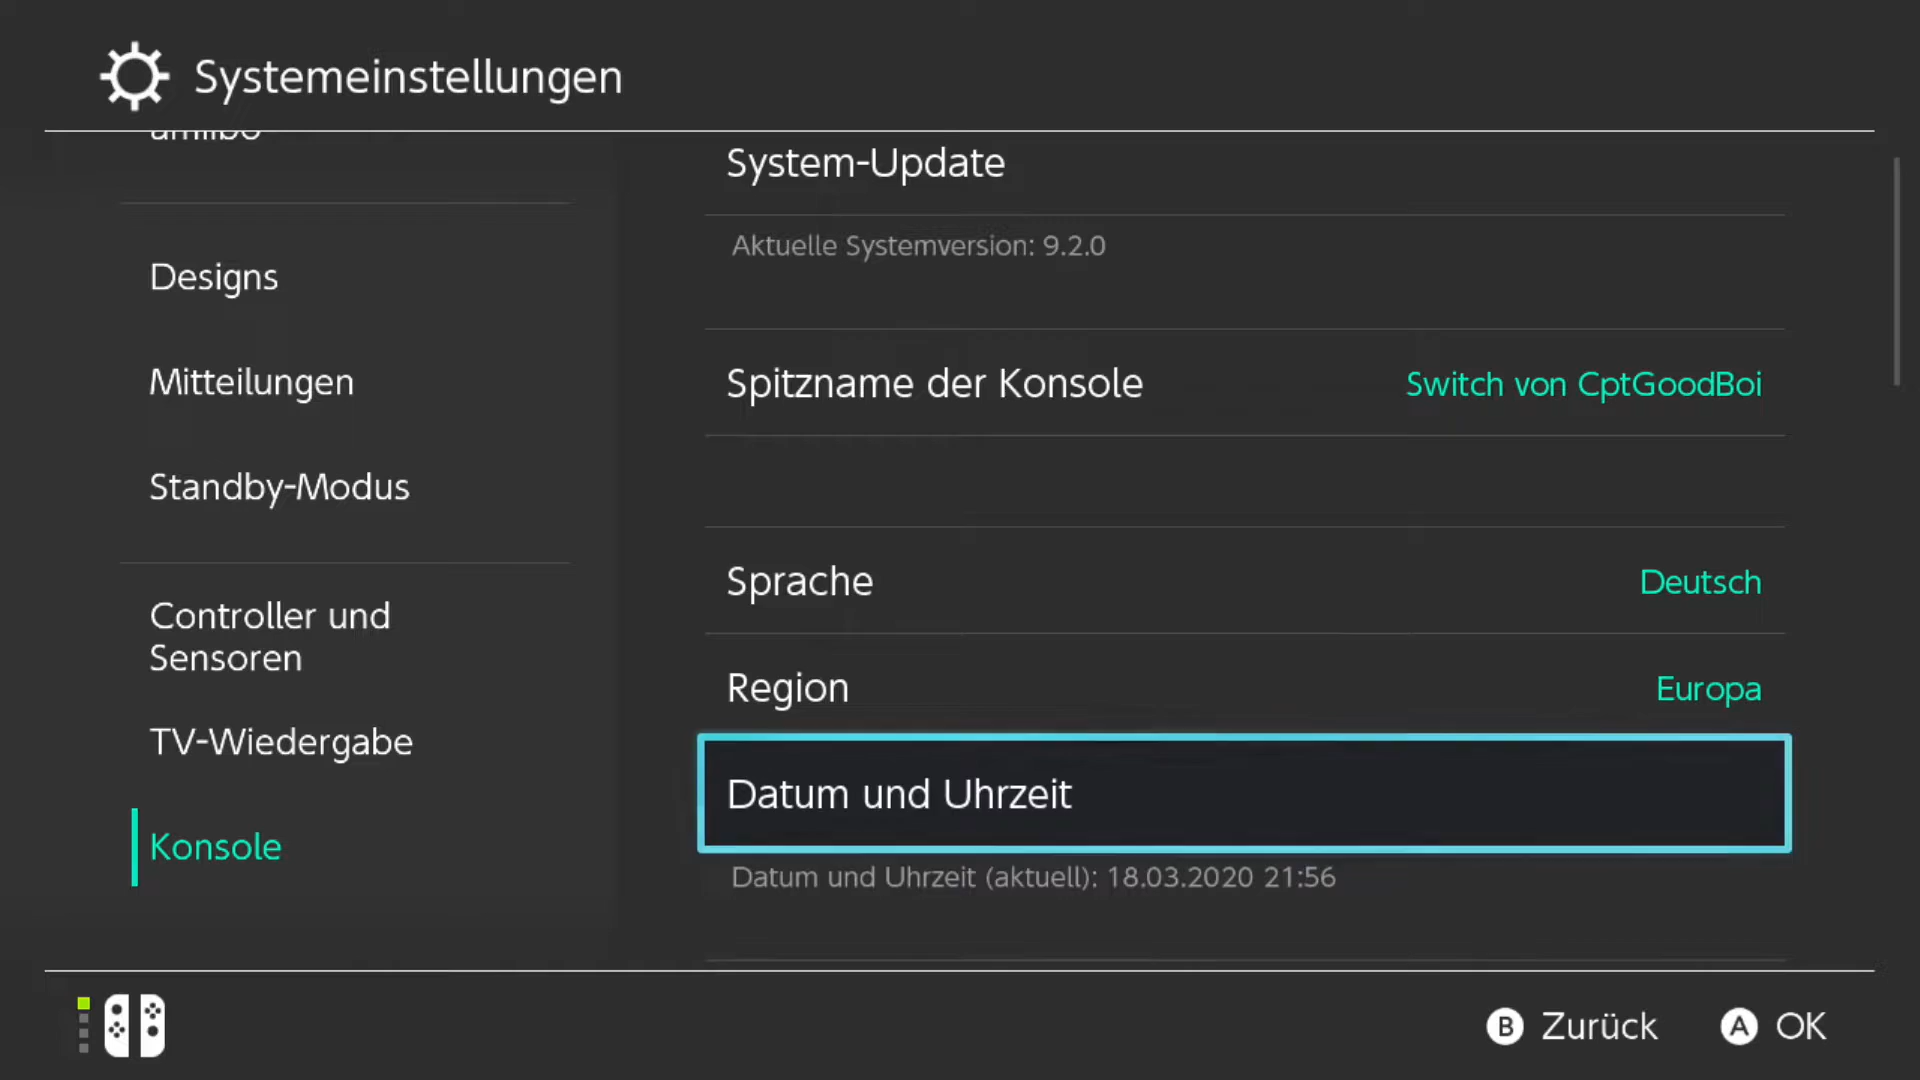 Systemeinstellungen
amiibo
Designs
Mitteilungen
Standby-Modus
Controller und
Sensoren
TV-Wiedergabe
Konsole
System-Update
Aktuelle Systemversion: 9.2.0
Spitzname der Konsole
Switch von CptGoodBoi
Sprache
Deutsch
Region
Europa
Datum und Uhrzeit
Datum und Uhrzeit (aktuell): 18.03.2020 21:56
B Zurück
A OK